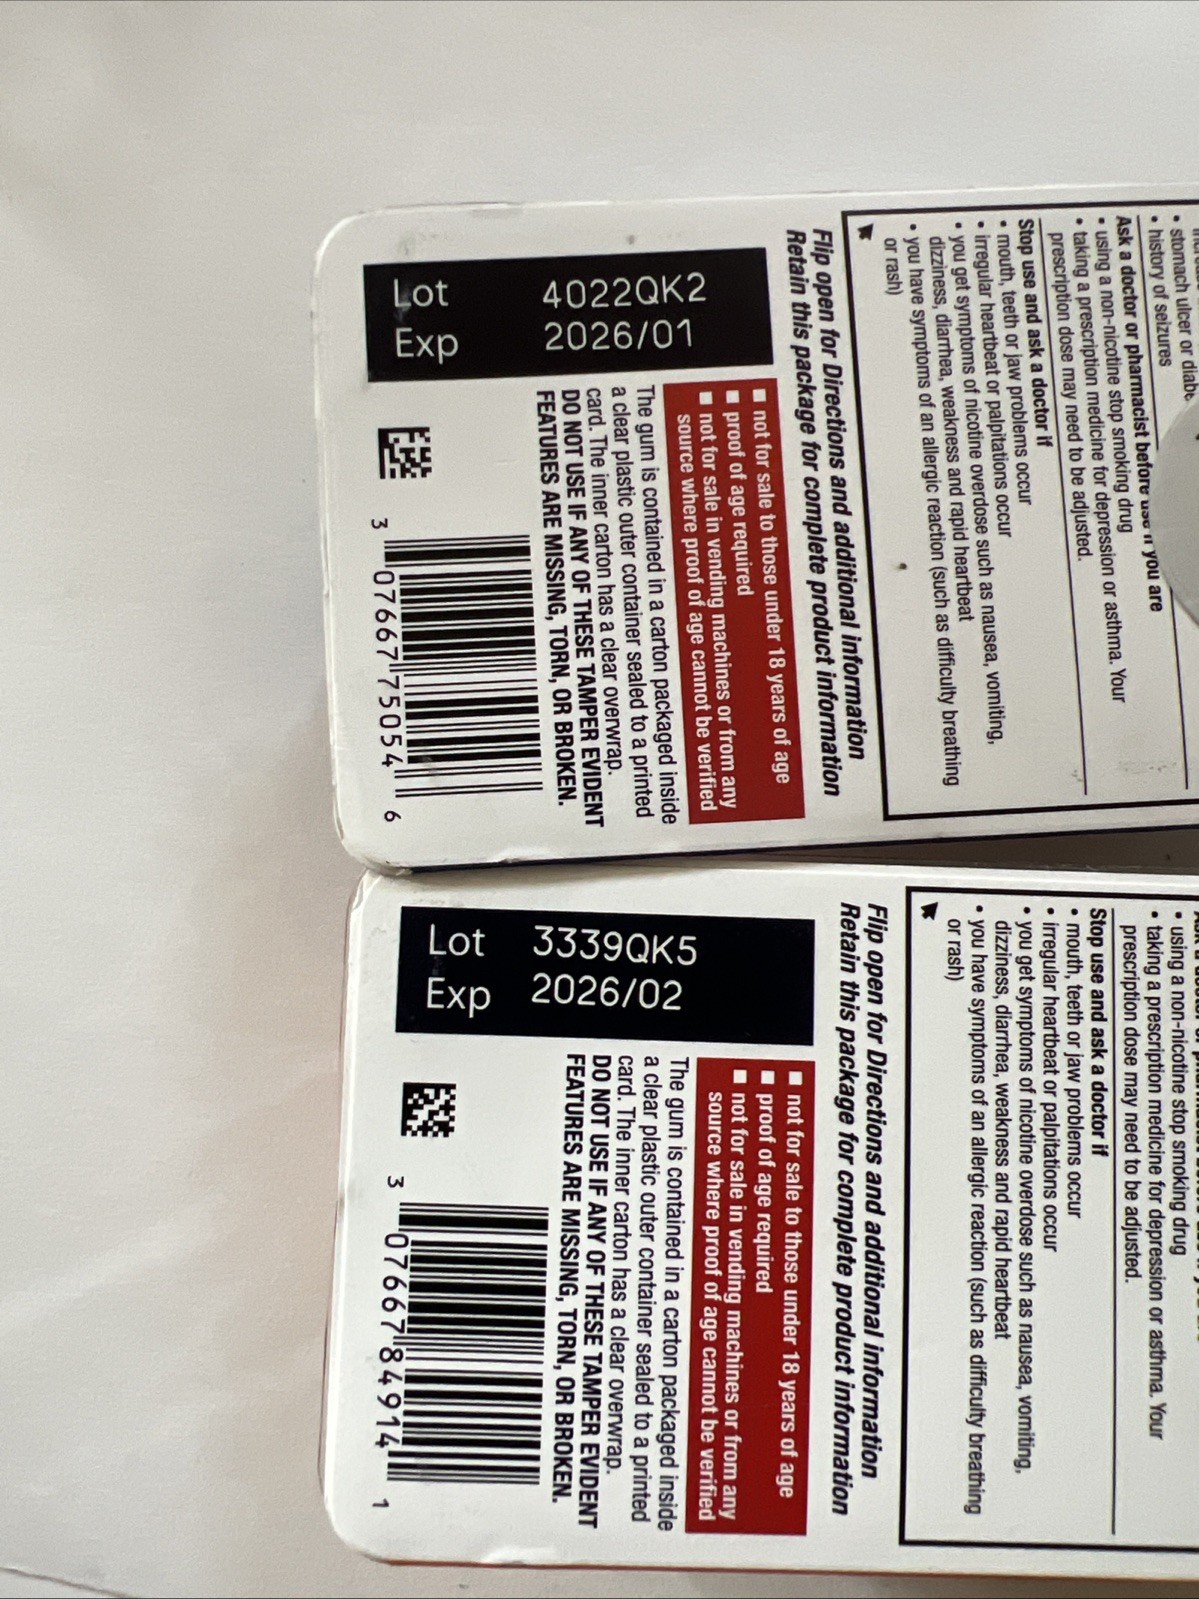 Lot 4022QK2
Exp 2026/01
stomach ulcer or
• history of seizures
Ask a doctor or pharmacist before use if you are
• using a non-nicotine stop smoking drug
• taking a prescription medicine for depression or asthma. Your
prescription dose may need to be adjusted.
Stop use and ask a doctor if
• mouth, teeth or jaw problems occur
• irregular heartbeat or palpitations occur
• you get symptoms of nicotine overdose such as nausea, vomiting,
dizziness, diarrhea, weakness and rapid heartbeat
• you have symptoms of an allergic reaction (such as difficulty breathing
or rash)
Flip open for Directions and additional information
Retain this package for complete product information
■ not for sale to those under 18 years of age
■ proof of age required
■ not for sale in vending machines or from any
source where proof of age cannot be verified
The gum is contained in a carton packaged inside
a clear plastic outer container sealed to a printed
card. The inner carton has a clear overwrap.
DO NOT USE IF ANY OF THESE TAMPER EVIDENT
FEATURES ARE MISSING, TORN, OR BROKEN.
3 07667 75054 6
Lot 3339QK5
Exp 2026/02
• using a non-nicotine stop smoking drug
• taking a prescription medicine for depression or asthma. Your
prescription dose may need to be adjusted.
Stop use and ask a doctor if
• mouth, teeth or jaw problems occur
• irregular heartbeat or palpitations occur
• you get symptoms of nicotine overdose such as nausea, vomiting,
dizziness, diarrhea, weakness and rapid heartbeat
• you have symptoms of an allergic reaction (such as difficulty breathing
or rash)
Flip open for Directions and additional information
Retain this package for complete product information
■ not for sale to those under 18 years of age
■ proof of age required
■ not for sale in vending machines or from any
source where proof of age cannot be verified
The gum is contained in a carton packaged inside
a clear plastic outer container sealed to a printed
card. The inner carton has a clear overwrap.
DO NOT USE IF ANY OF THESE TAMPER EVIDENT
FEATURES ARE MISSING, TORN, OR BROKEN.
3 07667 84914 1